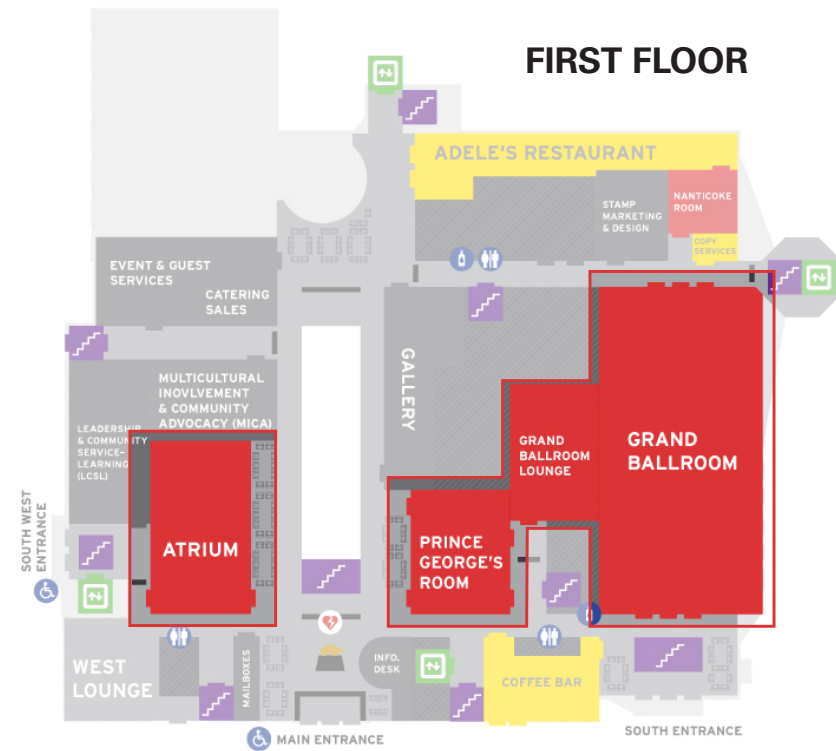 FIRST FLOOR
ADELE'S RESTAURANT
STAMP
MARKETING
& DESIGN
NANTICOKE
ROOM
COPY
SERVICES
EVENT & GUEST
SERVICES
CATERING
SALES
MULTICULTURAL
INOVLVEMENT
& COMMUNITY
ADVOCACY (MICA)
LEADERSHIP
& COMMUNITY
SERVICE–
LEARNING
(LCSL)
GALLERY
GRAND
BALLROOM
LOUNGE
GRAND
BALLROOM
ATRIUM
PRINCE
GEORGE'S
ROOM
SOUTH WEST
ENTRANCE
WEST
LOUNGE
MAILBOXES
INFO.
DESK
COFFEE BAR
MAIN ENTRANCE
SOUTH ENTRANCE